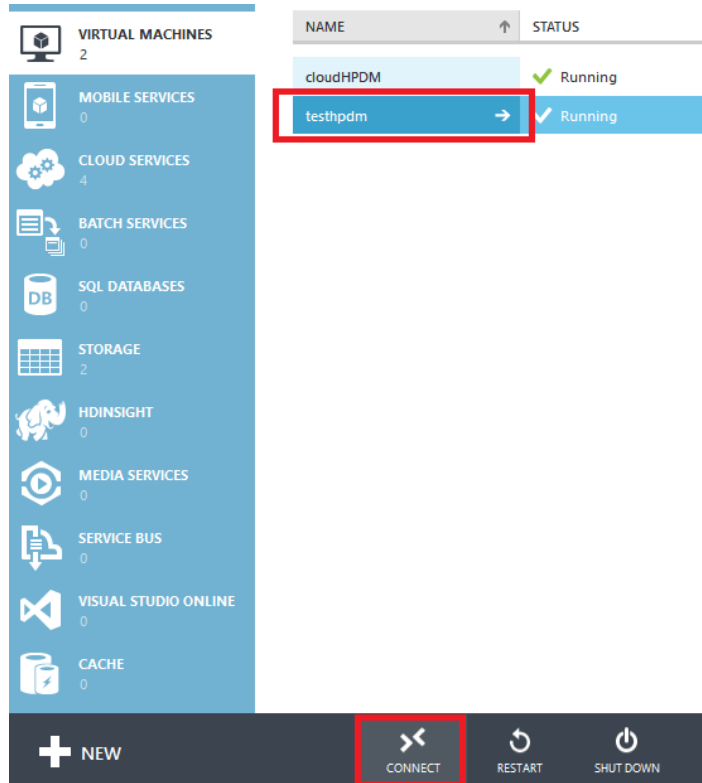 VIRTUAL MACHINES
2
MOBILE SERVICES
0
CLOUD SERVICES
4
BATCH SERVICES
0
DB
SQL DATABASES
0
STORAGE
2
HDINSIGHT
0
MEDIA SERVICES
0
SERVICE BUS
0
VISUAL STUDIO ONLINE
0
CACHE
0
NAME STATUS
cloudHPDM Running
testhpdm Running
NEW CONNECT RESTART SHUT DOWN